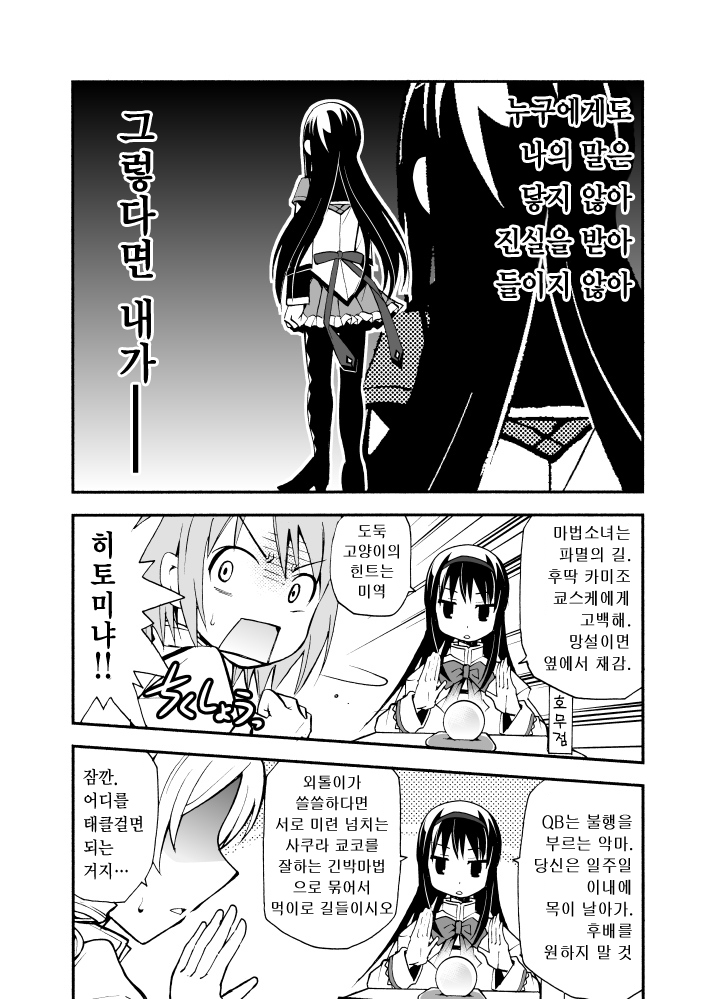 누구에게도
나의 말은
닿지 않아
진실을 받아
들이지 않아
그렇다면 내가――
마법소녀는
파멸의 길.
후딱 카미조
쿄스케에게
고백해.
망설이면
옆에서 채감.
호무점
도둑
고양이의
힌트는
미역
히토미냐!!
ちくしょうっ
QB는 불행을
부르는 악마.
당신은 일주일
이내에
목이 날아가.
후배를
원하지 말 것
외톨이가
쓸쓸하다면
서로 미련 넘치는
사쿠라 쿄코를
잘하는 긴박마법
으로 묶어서
먹이로 길들이시오
잠깐.
어디를
태클걸면
되는
거지…